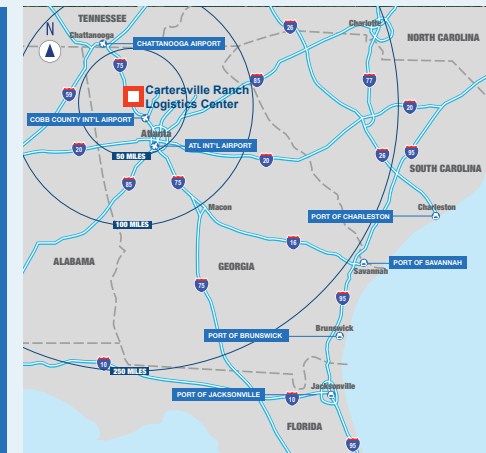 TENNESSEE
Chattanooga
N
CHATTANOOGA AIRPORT
Charlotte
NORTH CAROLINA
26
75
77
59
85
Cartersville Ranch
Logistics Center
20
COBB COUNTY INT'L AIRPORT
Atlanta
ATL INT'L AIRPORT
20
50 MILES
20
26
95
SOUTH CAROLINA
85
75
Macon
Charleston
PORT OF CHARLESTON
100 MILES
16
ALABAMA
GEORGIA
PORT OF SAVANNAH
Savannah
75
95
Brunswick
PORT OF BRUNSWICK
10
250 MILES
Jacksonville
PORT OF JACKSONVILLE
10
FLORIDA
95